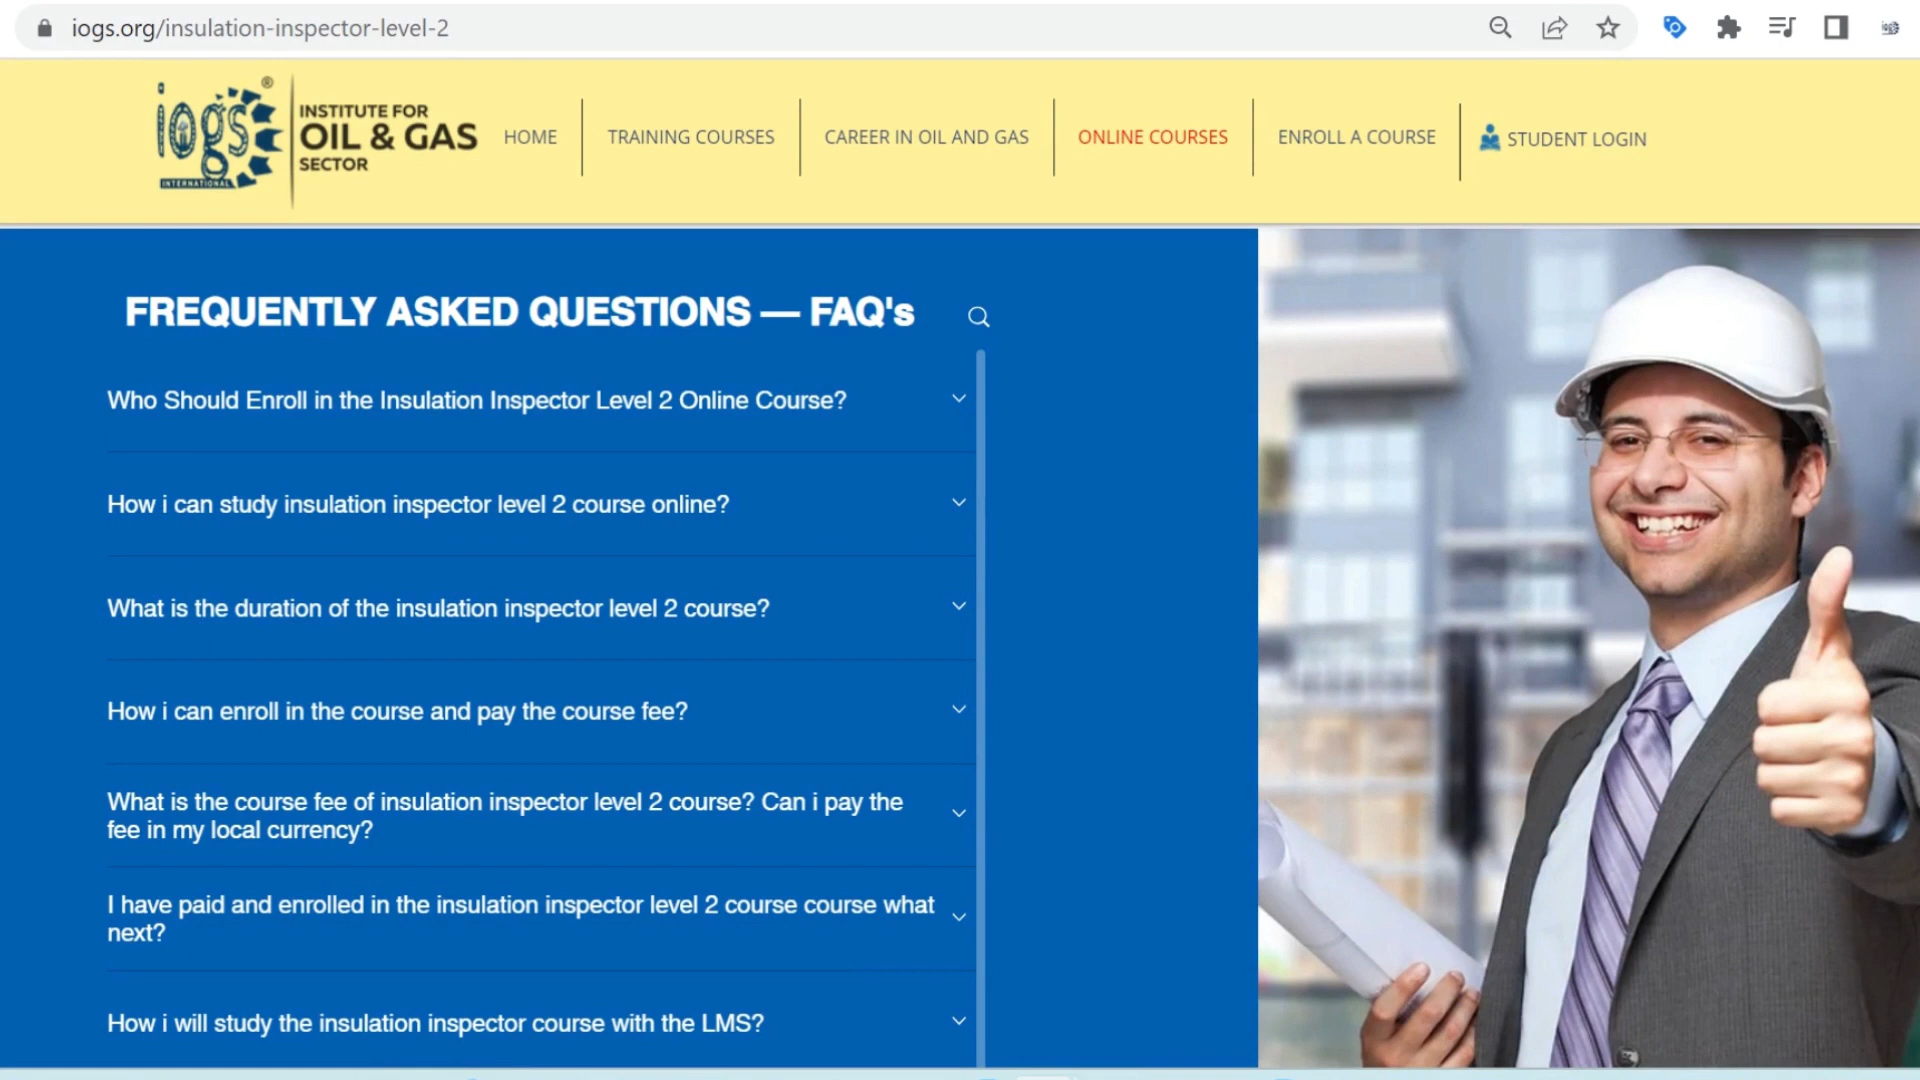 iogs.org/insulation-inspector-level-2
iogs®
INTERNATIONAL
INSTITUTE FOR
OIL & GAS
SECTOR
HOME
TRAINING COURSES
CAREER IN OIL AND GAS
ONLINE COURSES
ENROLL A COURSE
STUDENT LOGIN
FREQUENTLY ASKED QUESTIONS — FAQ's
Who Should Enroll in the Insulation Inspector Level 2 Online Course?
How i can study insulation inspector level 2 course online?
What is the duration of the insulation inspector level 2 course?
How i can enroll in the course and pay the course fee?
What is the course fee of insulation inspector level 2 course? Can i pay the
fee in my local currency?
I have paid and enrolled in the insulation inspector level 2 course course what
next?
How i will study the insulation inspector course with the LMS?